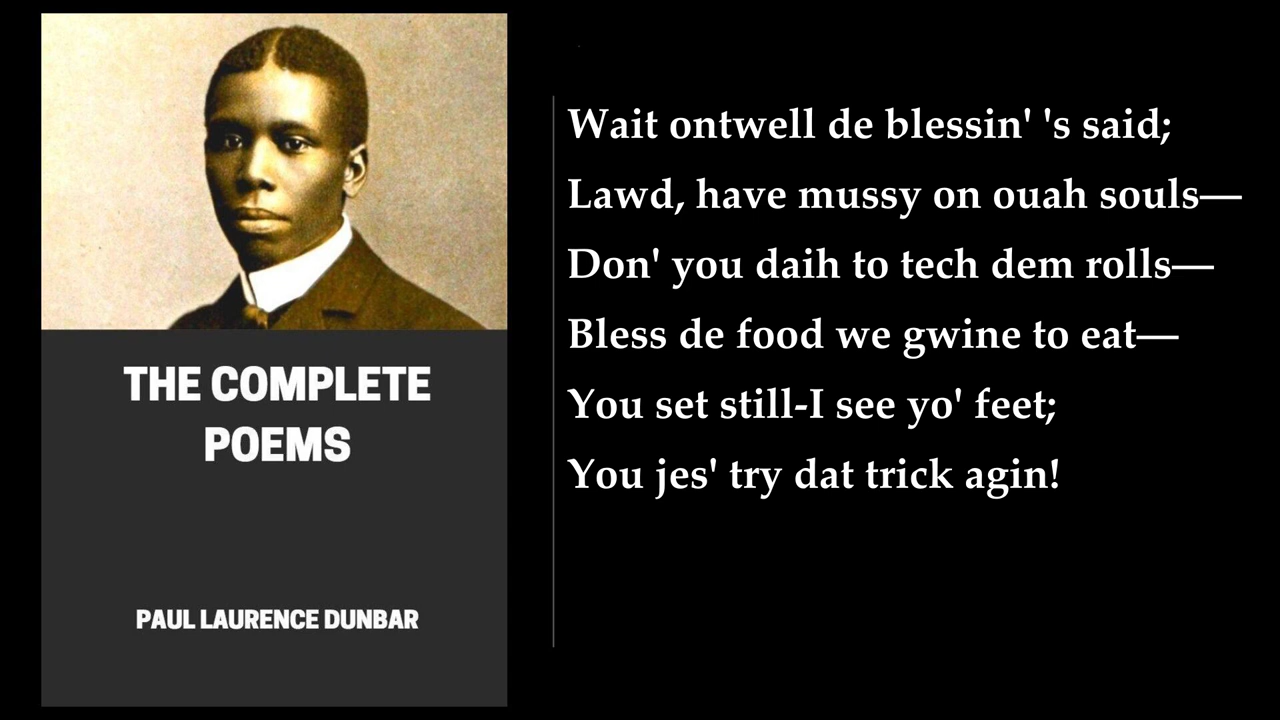 THE COMPLETE
POEMS
PAUL LAURENCE DUNBAR
Wait ontwell de blessin' 's said;
Lawd, have mussy on ouah souls—
Don' you daih to tech dem rolls—
Bless de food we gwine to eat—
You set still-I see yo' feet;
You jes' try dat trick agin!